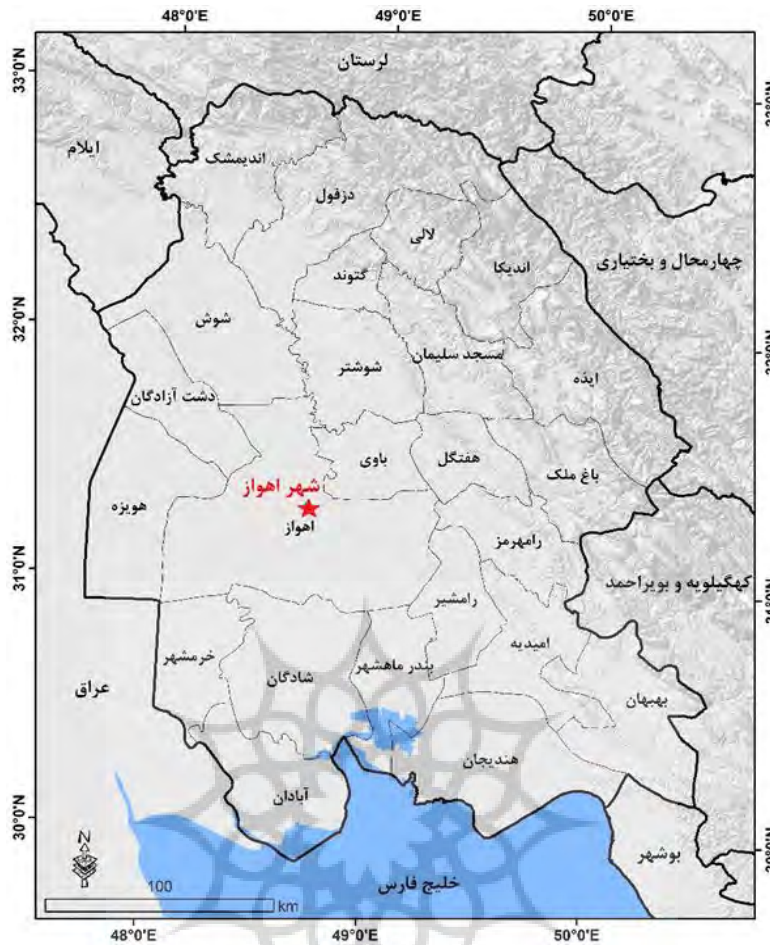 48°0'E 49°0'E 50°0'E
33°0'N
32°0'N
31°0'N
30°0'N
لرستان
ایلام
اندیمشک
دزفول
لالی
اندیکا
گتوند
چهارمحال و بختیاری
شوش
شوشتر
مسجد سلیمان
ایذه
دشت آزادگان
باوی
هفتگل
باغ ملک
هویزه
شهر اهواز
اهواز
رامهرمز
کهگیلویه و بویراحمد
رامشیر
امیدیه
خرمشهر
شادگان
بندر ماهشهر
عراق
بهبهان
هندیجان
آبادان
بوشهر
خلیج فارس
N
100
km
48°0'E 49°0'E 50°0'E